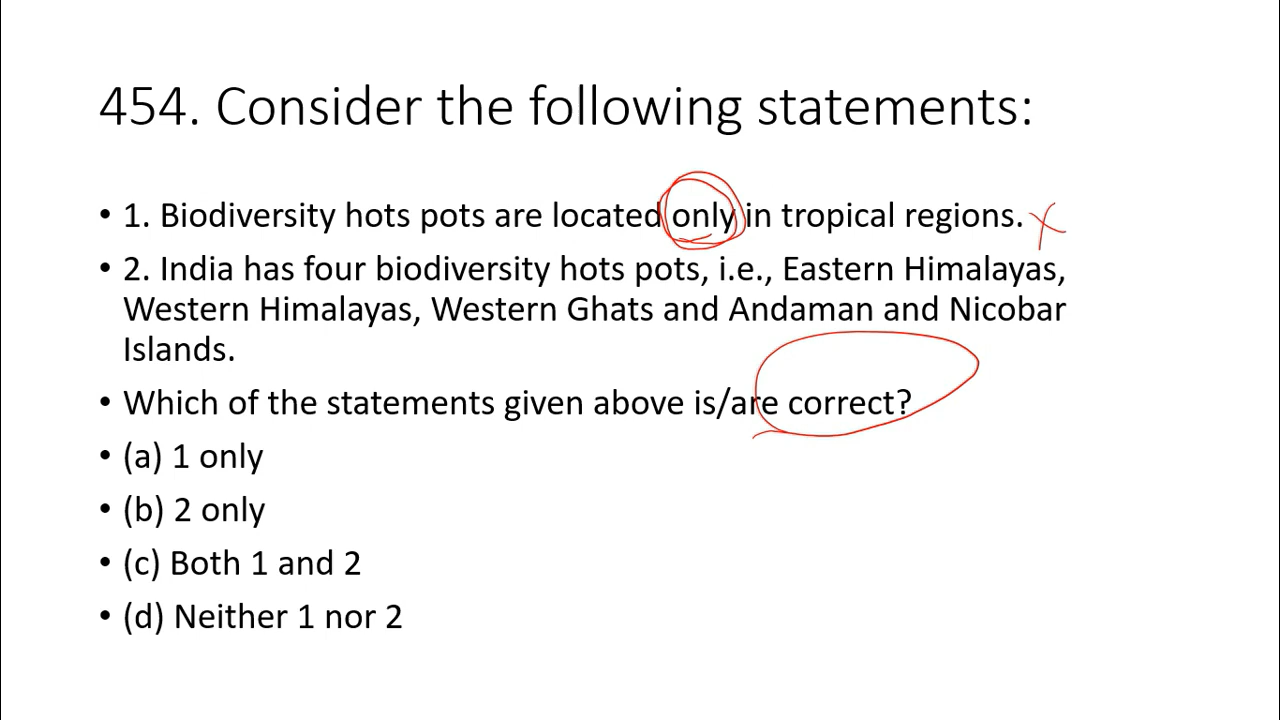 454. Consider the following statements:
• 1. Biodiversity hots pots are located only in tropical regions. X
• 2. India has four biodiversity hots pots, i.e., Eastern Himalayas,
Western Himalayas, Western Ghats and Andaman and Nicobar
Islands.
• Which of the statements given above is/are correct?
• (a) 1 only
• (b) 2 only
• (c) Both 1 and 2
• (d) Neither 1 nor 2